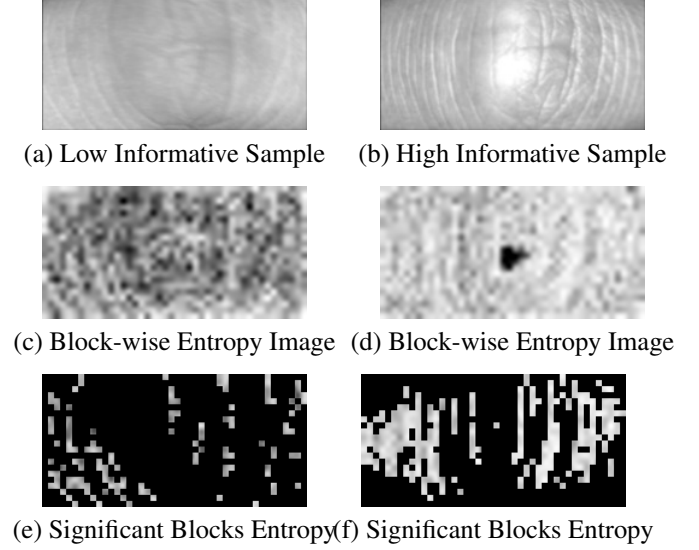 (a) Low Informative Sample
(b) High Informative Sample
(c) Block-wise Entropy Image
(d) Block-wise Entropy Image
(e) Significant Blocks Entropy
(f) Significant Blocks Entropy